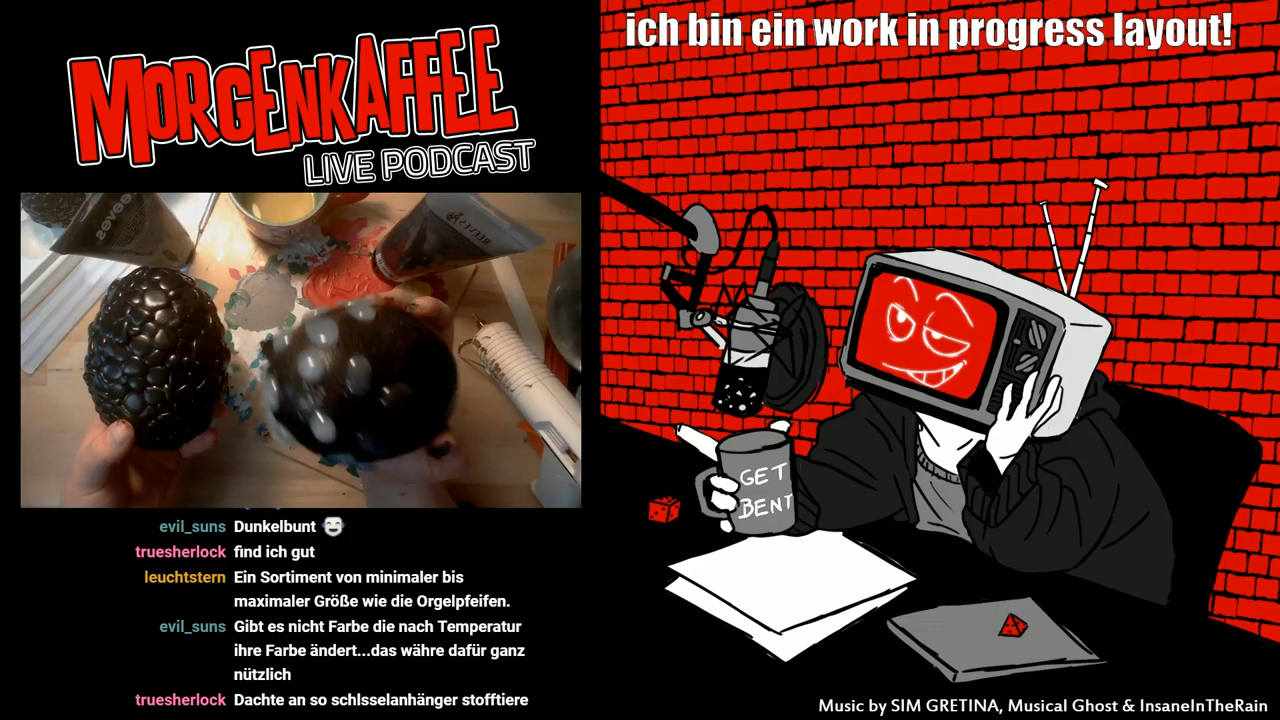 MORGENKAFFEE
LIVE PODCAST
ich bin ein work in progress layout!
REEVES
GET
BENT
evil_suns Dunkelbunt
truesherlock find ich gut
leuchtstern Ein Sortiment von minimaler bis
maximaler Größe wie die Orgelpfeifen.
evil_suns Gibt es nicht Farbe die nach Temperatur
ihre Farbe ändert...das währe dafür ganz
nützlich
truesherlock Dachte an so schlsselanhänger stofftiere
Music by SIM GRETINA, Musical Ghost & InsaneInTheRain